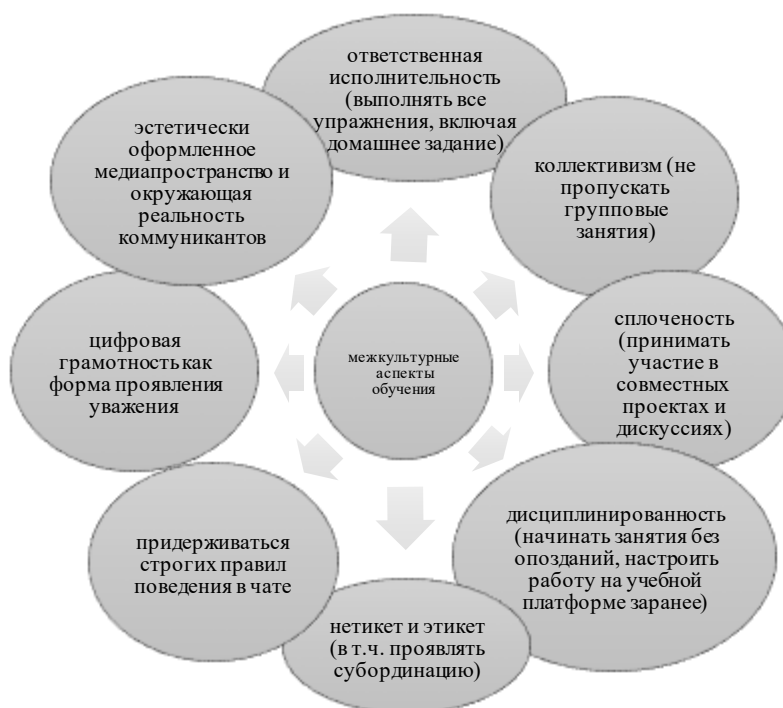 ответственная
исполнительность
(выполнять все
упражнения, включая
домашнее задание)
коллективизм (не
пропускать
групповые
занятия)
сплоченость
(принимать
участие в
совместных
проектах и
дискуссиях)
дисциплинированность
(начинать занятия без
опозданий, настроить
работу на учебной
платформе заранее)
нетикет и этикет
(в т.ч. проявлять
субординацию)
придерживаться
строгих правил
поведения в чате
цифровая
грамотность как
форма проявления
уважения
эстетически
оформленное
медиапространство и
окружающая
реальность
коммуникантов
межкультурные
аспекты
обучения